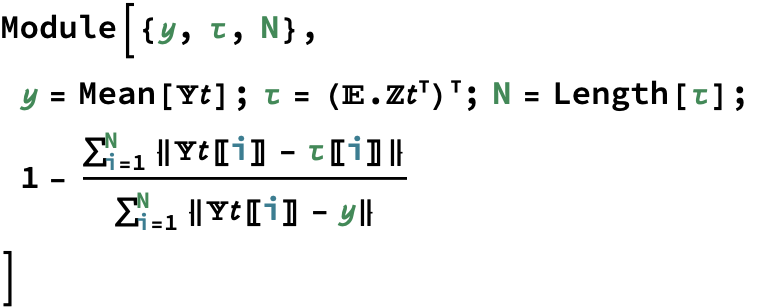 Module[{y, τ, N},
y = Mean[𝕐t]; τ = (𝔼.ℤt^⊤)^⊤; N = Length[τ];
1 - (∑_{i=1}^{N} ‖𝕐t⟦i⟧ - τ⟦i⟧‖) / (∑_{i=1}^{N} ‖𝕐t⟦i⟧ - y‖)
]